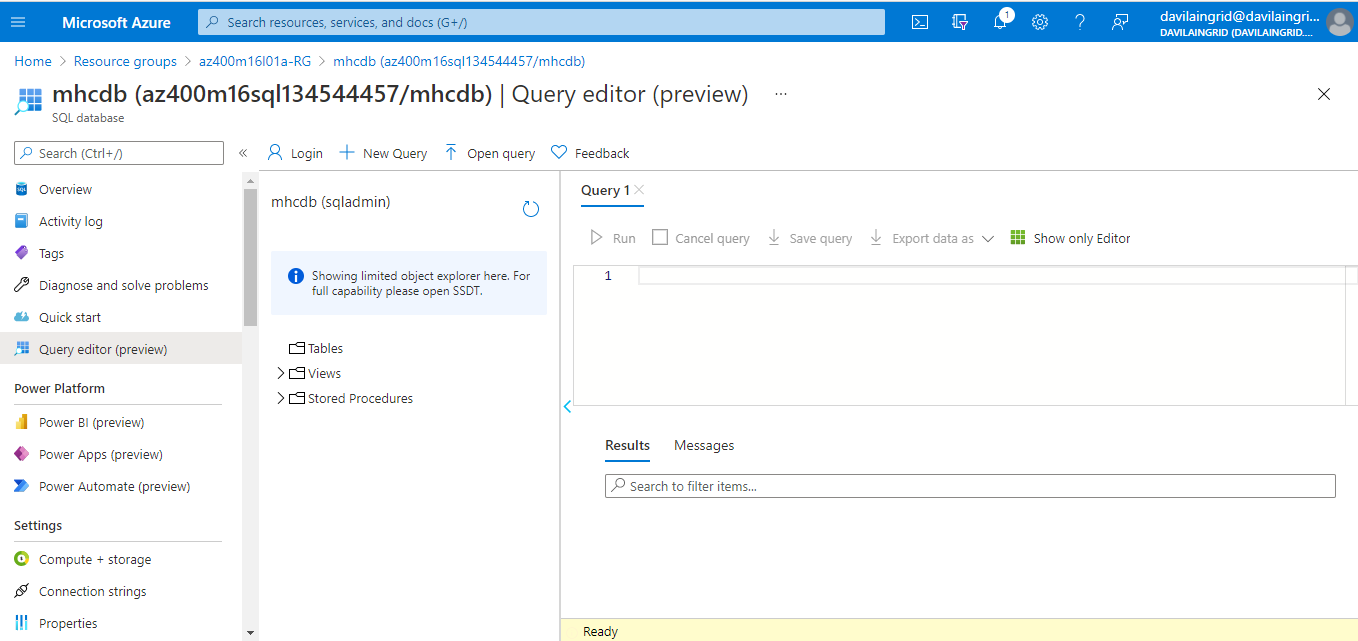 Microsoft Azure
Search resources, services, and docs (G+/)
1
davilaingrid@davilaingri...
DAVILAINGRID (DAVILAINGRID....
Home > Resource groups > az400m16l01a-RG > mhcdb (az400m16sql134544457/mhcdb)
mhcdb (az400m16sql134544457/mhcdb) | Query editor (preview) ...
SQL database
Search (Ctrl+/)
«
Login
New Query
Open query
Feedback
Overview
Activity log
Tags
Diagnose and solve problems
Quick start
Query editor (preview)
Power Platform
Power BI (preview)
Power Apps (preview)
Power Automate (preview)
Settings
Compute + storage
Connection strings
Properties
mhcdb (sqladmin)
Showing limited object explorer here. For
full capability please open SSDT.
Tables
Views
Stored Procedures
Query 1
Run
Cancel query
Save query
Export data as
Show only Editor
1
Results
Messages
Search to filter items...
Ready